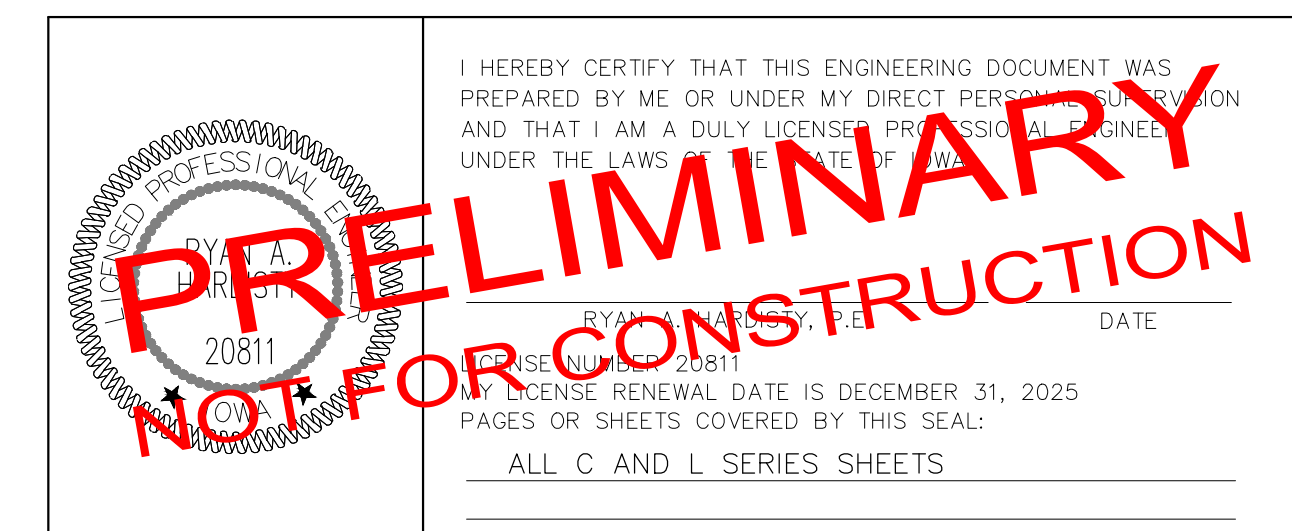 LICENSED PROFESSIONAL ENGINEER
RYAN A.
HARDISTY
20811
IOWA
I HEREBY CERTIFY THAT THIS ENGINEERING DOCUMENT WAS
PREPARED BY ME OR UNDER MY DIRECT PERSONAL SUPERVISION
AND THAT I AM A DULY LICENSED PROFESSIONAL ENGINEER
UNDER THE LAWS OF THE STATE OF IOWA
PRELIMINARY
NOT FOR CONSTRUCTION
RYAN A. HARDISTY, P.E.
DATE
LICENSE NUMBER 20811
MY LICENSE RENEWAL DATE IS DECEMBER 31, 2025
PAGES OR SHEETS COVERED BY THIS SEAL:
ALL C AND L SERIES SHEETS